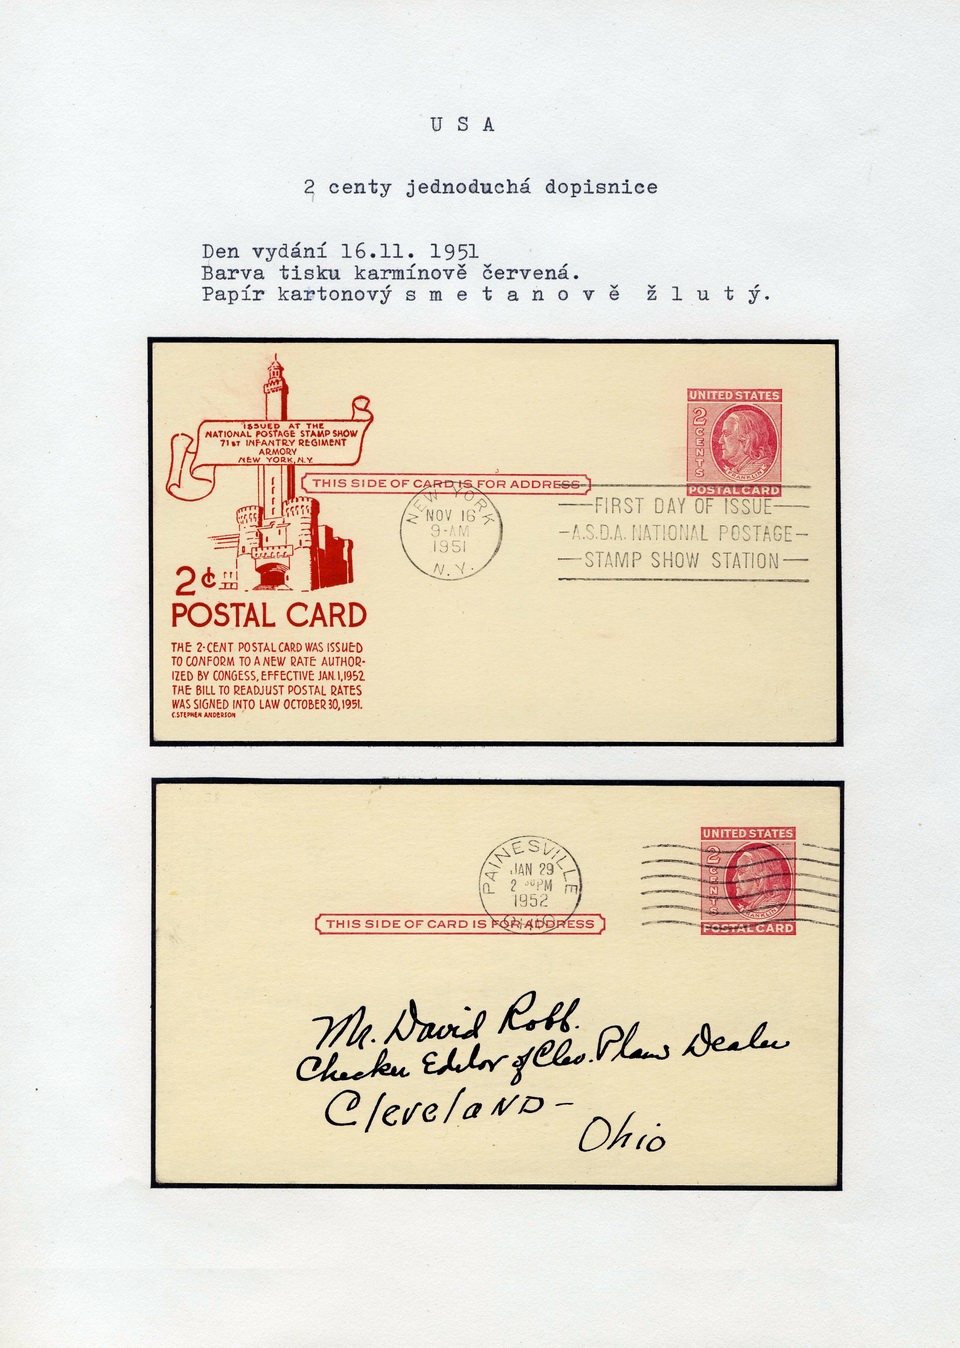 U S A
2 centy jednoduchá dopisnice
Den vydání 16.11. 1951
Barva tisku karmínově červená.
Papír kartonový s m e t a n o v ě ž l u t ý.
ISSUED AT THE
NATIONAL POSTAGE STAMP SHOW
71ST INFANTRY REGIMENT
ARMORY
NEW YORK, N.Y.
UNITED STATES
2 CENTS
FRANKLIN
POSTAL CARD
THIS SIDE OF CARD IS FOR ADDRESS
NEW YORK
NOV 16
9-AM
1951
N.Y.
FIRST DAY OF ISSUE
A.S.D.A. NATIONAL POSTAGE
STAMP SHOW STATION
2¢
POSTAL CARD
THE 2-CENT POSTAL CARD WAS ISSUED
TO CONFORM TO A NEW RATE AUTHOR-
IZED BY CONGESS, EFFECTIVE JAN.1,1952.
THE BILL TO READJUST POSTAL RATES
WAS SIGNED INTO LAW OCTOBER 30,1951.
C.STEPHEN ANDERSON
UNITED STATES
2 CENTS
FRANKLIN
POSTAL CARD
PAINESVILLE
JAN 29
2 30PM
1952
OHIO
THIS SIDE OF CARD IS FOR ADDRESS
Mr. David Robb.
Checker Editor of Clev. Plain Dealer
Cleveland -
Ohio